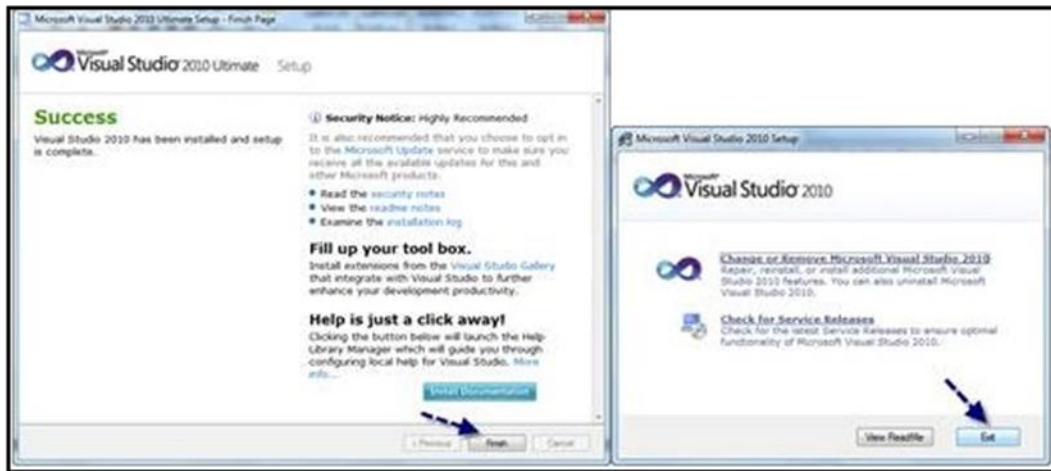 Microsoft Visual Studio 2010 Ultimate Setup - Finish Page
Microsoft
Visual Studio 2010 Ultimate Setup
Success
Visual Studio 2010 has been installed and setup
is complete.
Security Notice: Highly Recommended
It is also recommended that you choose to opt in
to the Microsoft Update service to make sure you
receive all the available updates for this and
other Microsoft products.
Read the security notes
View the readme notes
Examine the installation log
Fill up your tool box.
Install extensions from the Visual Studio Gallery
that integrate with Visual Studio to further
enhance your development productivity.
Help is just a click away!
Clicking the button below will launch the Help
Library Manager which will guide you through
configuring local help for Visual Studio. More
info...
Install Documentation
< Previous
Finish
Cancel
Microsoft Visual Studio 2010 Setup
Microsoft
Visual Studio 2010
Change or Remove Microsoft Visual Studio 2010
Repair, reinstall, or install additional Microsoft Visual
Studio 2010 features. You can also uninstall Microsoft
Visual Studio 2010.
Check for Service Releases
Check for the latest Service Releases to ensure optimal
functionality of Microsoft Visual Studio 2010.
View ReadMe
Exit